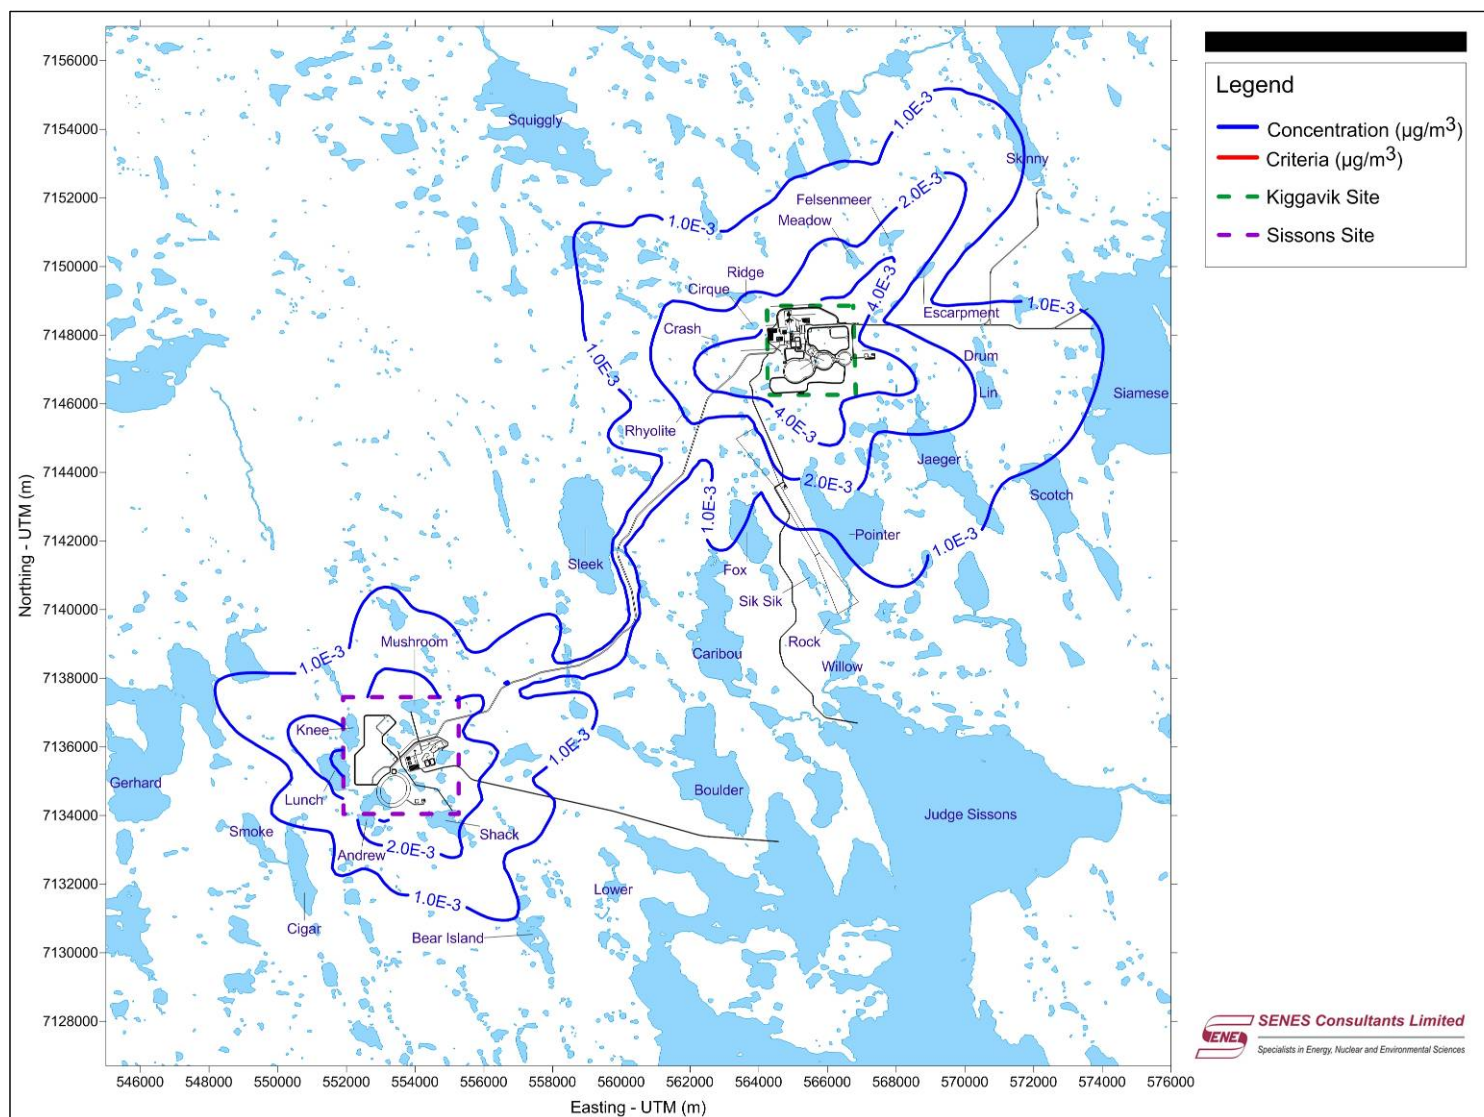 7156000
7154000
7152000
7150000
7148000
7146000
7144000
7142000
7140000
7138000
7136000
7134000
7132000
7130000
7128000
Northing - UTM (m)
546000 548000 550000 552000 554000 556000 558000 560000 562000 564000 566000 568000 570000 572000 574000 576000
Easting - UTM (m)
Squiggly
1.0E-3
Skinny
Felsenmeer
2.0E-3
Meadow
1.0E-3
Ridge
Cirque
4.0E-3
Escarpment
1.0E-3
Crash
1.0E-3
Drum
Lin
Siamese
Rhyolite
4.0E-3
Jaeger
2.0E-3
Scotch
1.0E-3
Pointer
1.0E-3
Sleek
Fox
Sik Sik
Mushroom
1.0E-3
Rock
Caribou
Willow
Knee
1.0E-3
Gerhard
Lunch
Boulder
Judge Sissons
Smoke
Shack
Andrew
2.0E-3
Lower
1.0E-3
Cigar
Bear Island
Legend
Concentration (µg/m³)
Criteria (µg/m³)
Kiggavik Site
Sissons Site
SENES
SENES Consultants Limited
Specialists in Energy, Nuclear and Environmental Sciences